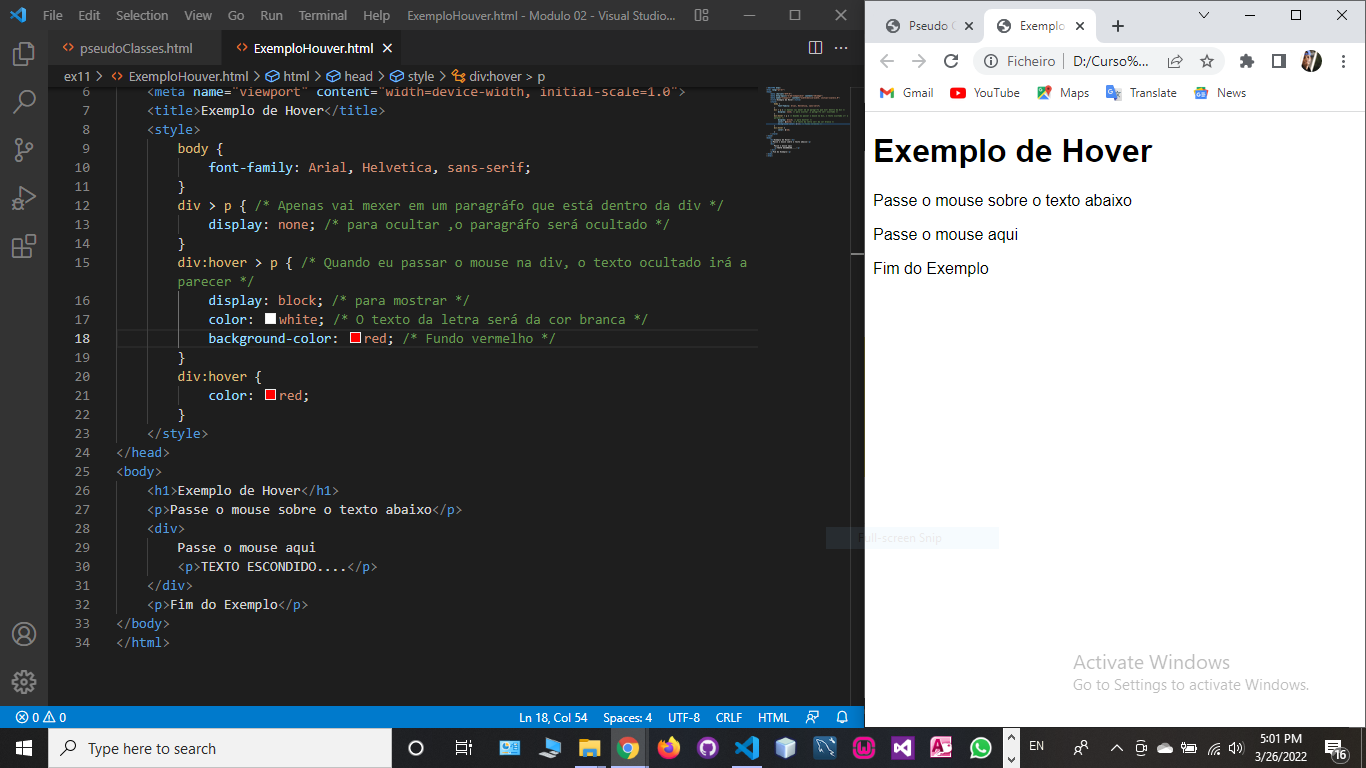 File Edit Selection View Go Run Terminal Help ExemploHouver.html - Modulo 02 - Visual Studio...
pseudoClasses.html ExemploHouver.html
ex11 > ExemploHouver.html > html > head > style > div:hover > p
6 <meta name="viewport" content="width=device-width, initial-scale=1.0">
7 <title>Exemplo de Hover</title>
8 <style>
9 body {
10 font-family: Arial, Helvetica, sans-serif;
11 }
12 div > p { /* Apenas vai mexer em um paragráfo que está dentro da div */
13 display: none; /* para ocultar ,o paragráfo será ocultado */
14 }
15 div:hover > p { /* Quando eu passar o mouse na div, o texto ocultado irá a
parecer */
16 display: block; /* para mostrar */
17 color: white; /* O texto da letra será da cor branca */
18 background-color: red; /* Fundo vermelho */
19 }
20 div:hover {
21 color: red;
22 }
23 </style>
24 </head>
25 <body>
26 <h1>Exemplo de Hover</h1>
27 <p>Passe o mouse sobre o texto abaixo</p>
28 <div>
29 Passe o mouse aqui
30 <p>TEXTO ESCONDIDO....</p>
31 </div>
32 <p>Fim do Exemplo</p>
33 </body>
34 </html>
0 0 Ln 18, Col 54 Spaces: 4 UTF-8 CRLF HTML
Pseudo Exemplo
Ficheiro | D:/Curso%...
Gmail YouTube Maps Translate News
Exemplo de Hover
Passe o mouse sobre o texto abaixo
Passe o mouse aqui
Fim do Exemplo
Full-screen Snip
Activate Windows
Go to Settings to activate Windows.
Type here to search
EN
5:01 PM
3/26/2022
16